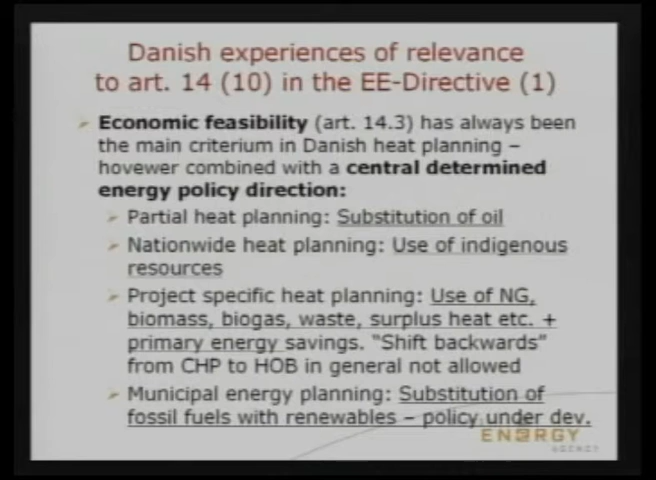 Danish experiences of relevance
to art. 14 (10) in the EE-Directive (1)
Economic feasibility (art. 14.3) has always been
the main criterium in Danish heat planning –
hovewer combined with a central determined
energy policy direction:
Partial heat planning: Substitution of oil
Nationwide heat planning: Use of indigenous
resources
Project specific heat planning: Use of NG,
biomass, biogas, waste, surplus heat etc. +
primary energy savings. "Shift backwards"
from CHP to HOB in general not allowed
Municipal energy planning: Substitution of
fossil fuels with renewables – policy under dev.
ENERGY
AGENCY